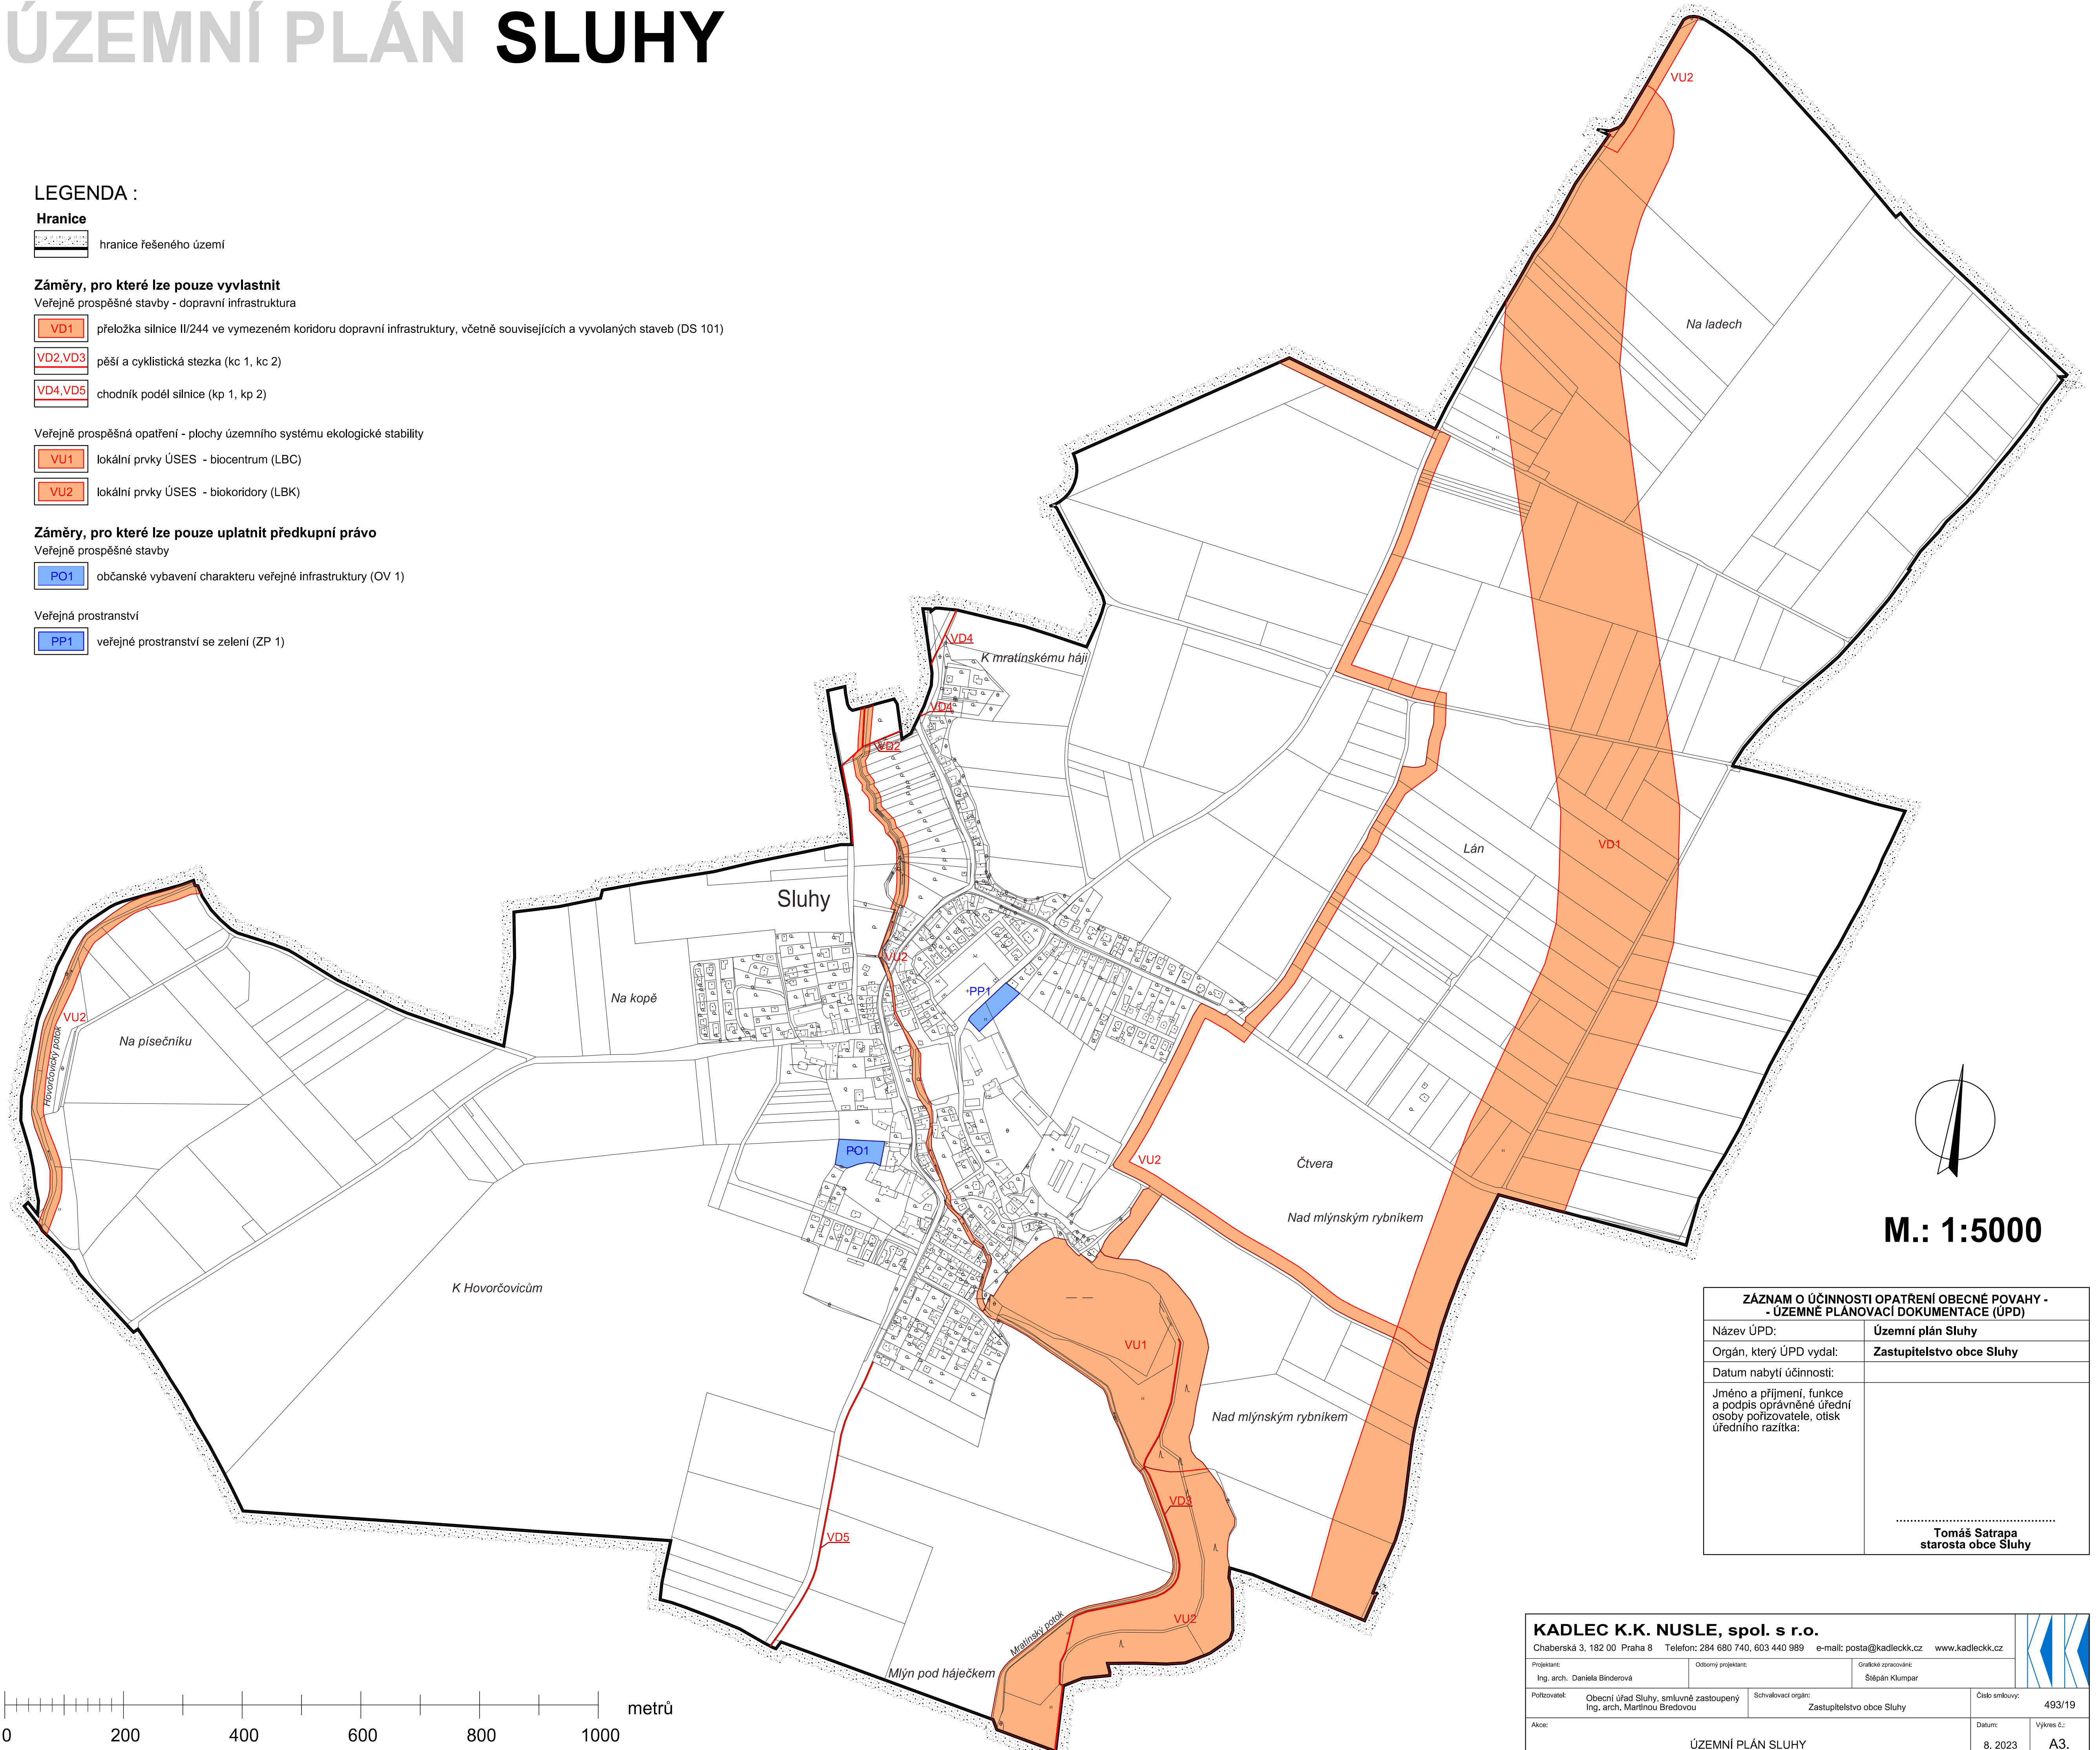 ÚZEMNÍ PLÁN SLUHY
LEGENDA :
Hranice
hranice řešeného území
Záměry, pro které lze pouze vyvlastnit
Veřejně prospěšné stavby - dopravní infrastruktura
VD1 přeložka silnice II/244 ve vymezeném koridoru dopravní infrastruktury, včetně souvisejících a vyvolaných staveb (DS 101)
VD2,VD3 pěší a cyklistická stezka (kc 1, kc 2)
VD4,VD5 chodník podél silnice (kp 1, kp 2)
Veřejně prospěšná opatření - plochy územního systému ekologické stability
VU1 lokální prvky ÚSES - biocentrum (LBC)
VU2 lokální prvky ÚSES - biokoridory (LBK)
Záměry, pro které lze pouze uplatnit předkupní právo
Veřejně prospěšné stavby
PO1 občanské vybavení charakteru veřejné infrastruktury (OV 1)
Veřejná prostranství
PP1 veřejné prostranství se zelení (ZP 1)
VU2
Na ladech
VD4
K mratínskému háji
VD4
VD2
Lán
VD1
Sluhy
VU2
Na kopě
PP1
VU2
Na písečníku
Hovorčovický potok
PO1
VU2
Čtvera
Nad mlýnským rybníkem
K Hovorčovicům
VU1
Nad mlýnským rybníkem
VD3
VD5
VU2
Mratínský potok
Mlýn pod háječkem
M.: 1:5000
ZÁZNAM O ÚČINNOSTI OPATŘENÍ OBECNÉ POVAHY -
- ÚZEMNĚ PLÁNOVACÍ DOKUMENTACE (ÚPD)
Název ÚPD: Územní plán Sluhy
Orgán, který ÚPD vydal: Zastupitelstvo obce Sluhy
Datum nabytí účinnosti:
Jméno a příjmení, funkce
a podpis oprávněné úřední
osoby pořizovatele, otisk
úředního razítka:
Tomáš Satrapa
starosta obce Sluhy
KADLEC K.K. NUSLE, spol. s r.o.
Chaberská 3, 182 00 Praha 8 Telefon: 284 680 740, 603 440 989 e-mail: posta@kadleckk.cz www.kadleckk.cz
Projektant: Odborný projektant: Grafické zpracování:
Ing. arch. Daniela Binderová Štěpán Klumpar
Pořizovatel: Obecní úřad Sluhy, smluvně zastoupený Schvalovací orgán: Číslo smlouvy:
Ing. arch. Martinou Bredovou Zastupitelstvo obce Sluhy 493/19
Akce: Datum: Výkres č.:
ÚZEMNÍ PLÁN SLUHY 8. 2023 A3.
metrů
0 200 400 600 800 1000